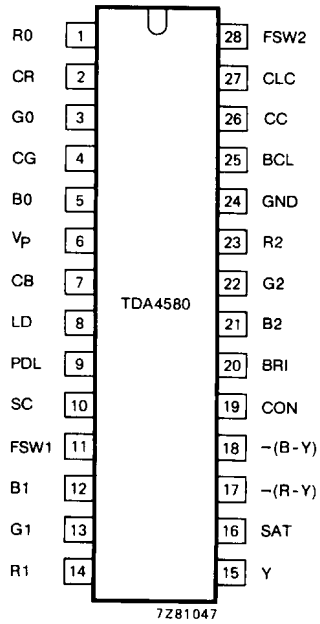 R0 1 28 FSW2
CR 2 27 CLC
G0 3 26 CC
CG 4 25 BCL
B0 5 24 GND
Vp 6 23 R2
CB 7 22 G2
TDA4580
LD 8 21 B2
PDL 9 20 BRI
SC 10 19 CON
FSW1 11 18 −(B-Y)
B1 12 17 −(R-Y)
G1 13 16 SAT
R1 14 15 Y
7Z81047